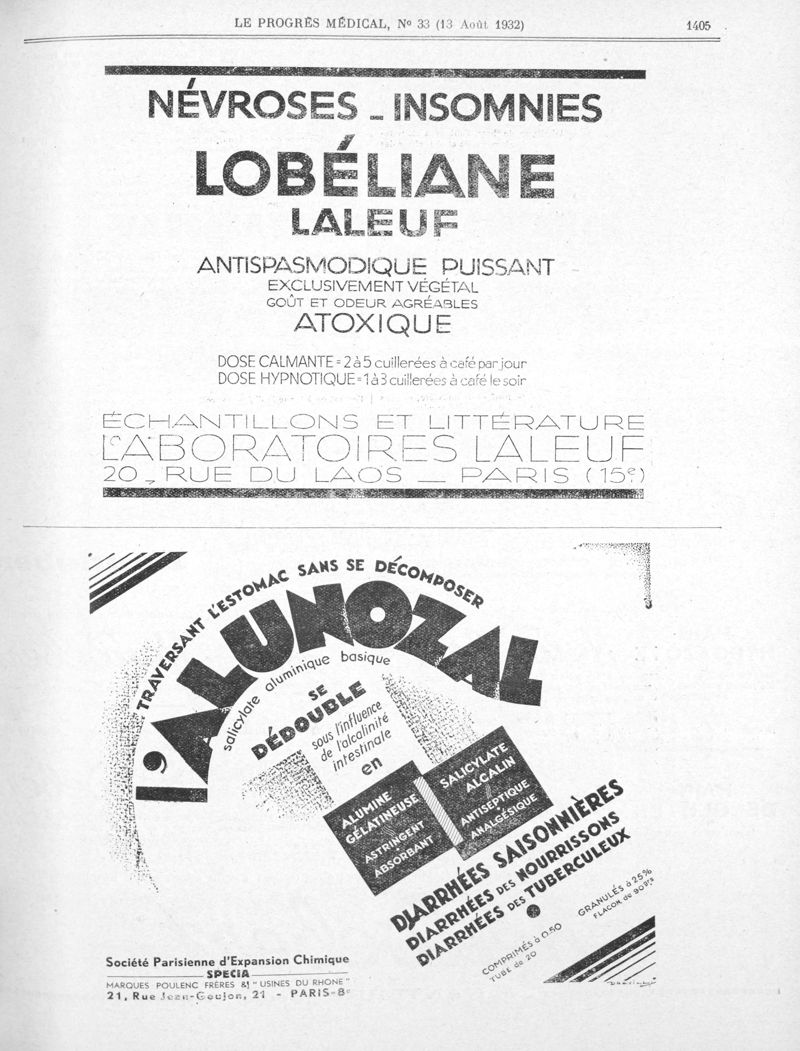 LE PROGRÈS MÉDICAL, Nº 33 (13 Août 1932)
1405
NÉVROSES - INSOMNIES
LOBÉLIANE
LALEUF
ANTISPASMODIQUE PUISSANT
EXCLUSIVEMENT VÉGÉTAL
GOÛT ET ODEUR AGRÉABLES
ATOXIQUE
DOSE CALMANTE = 2 à 5 cuillerées à café par jour
DOSE HYPNOTIQUE = 1 à 3 cuillerées à café le soir
ÉCHANTILLONS ET LITTÉRATURE
LABORATOIRES LALEUF
20, RUE DU LAOS — PARIS (15e)
TRAVERSANT L'ESTOMAC SANS SE DÉCOMPOSER
l'ALUNOZAL
salicylate aluminique basique
SE
DÉDOUBLE
sous l'influence
de l'alcalinité
intestinale
en
ALUMINE
GÉLATINEUSE
ASTRINGENT
ABSORBANT
SALICYLATE
ALCALIN
ANTISEPTIQUE
ANALGÉSIQUE
DIARRHÉES SAISONNIÈRES
DIARRHÉES DES NOURRISSONS
DIARRHÉES DES TUBERCULEUX
COMPRIMÉS à 0.50
TUBE de 20
GRANULÉS à 25%
FLACON de 90 grs
Société Parisienne d'Expansion Chimique
SPECIA
MARQUES POULENC FRÈRES & "USINES DU RHONE"
21, Rue Jean-Goujon, 21 - PARIS-8e